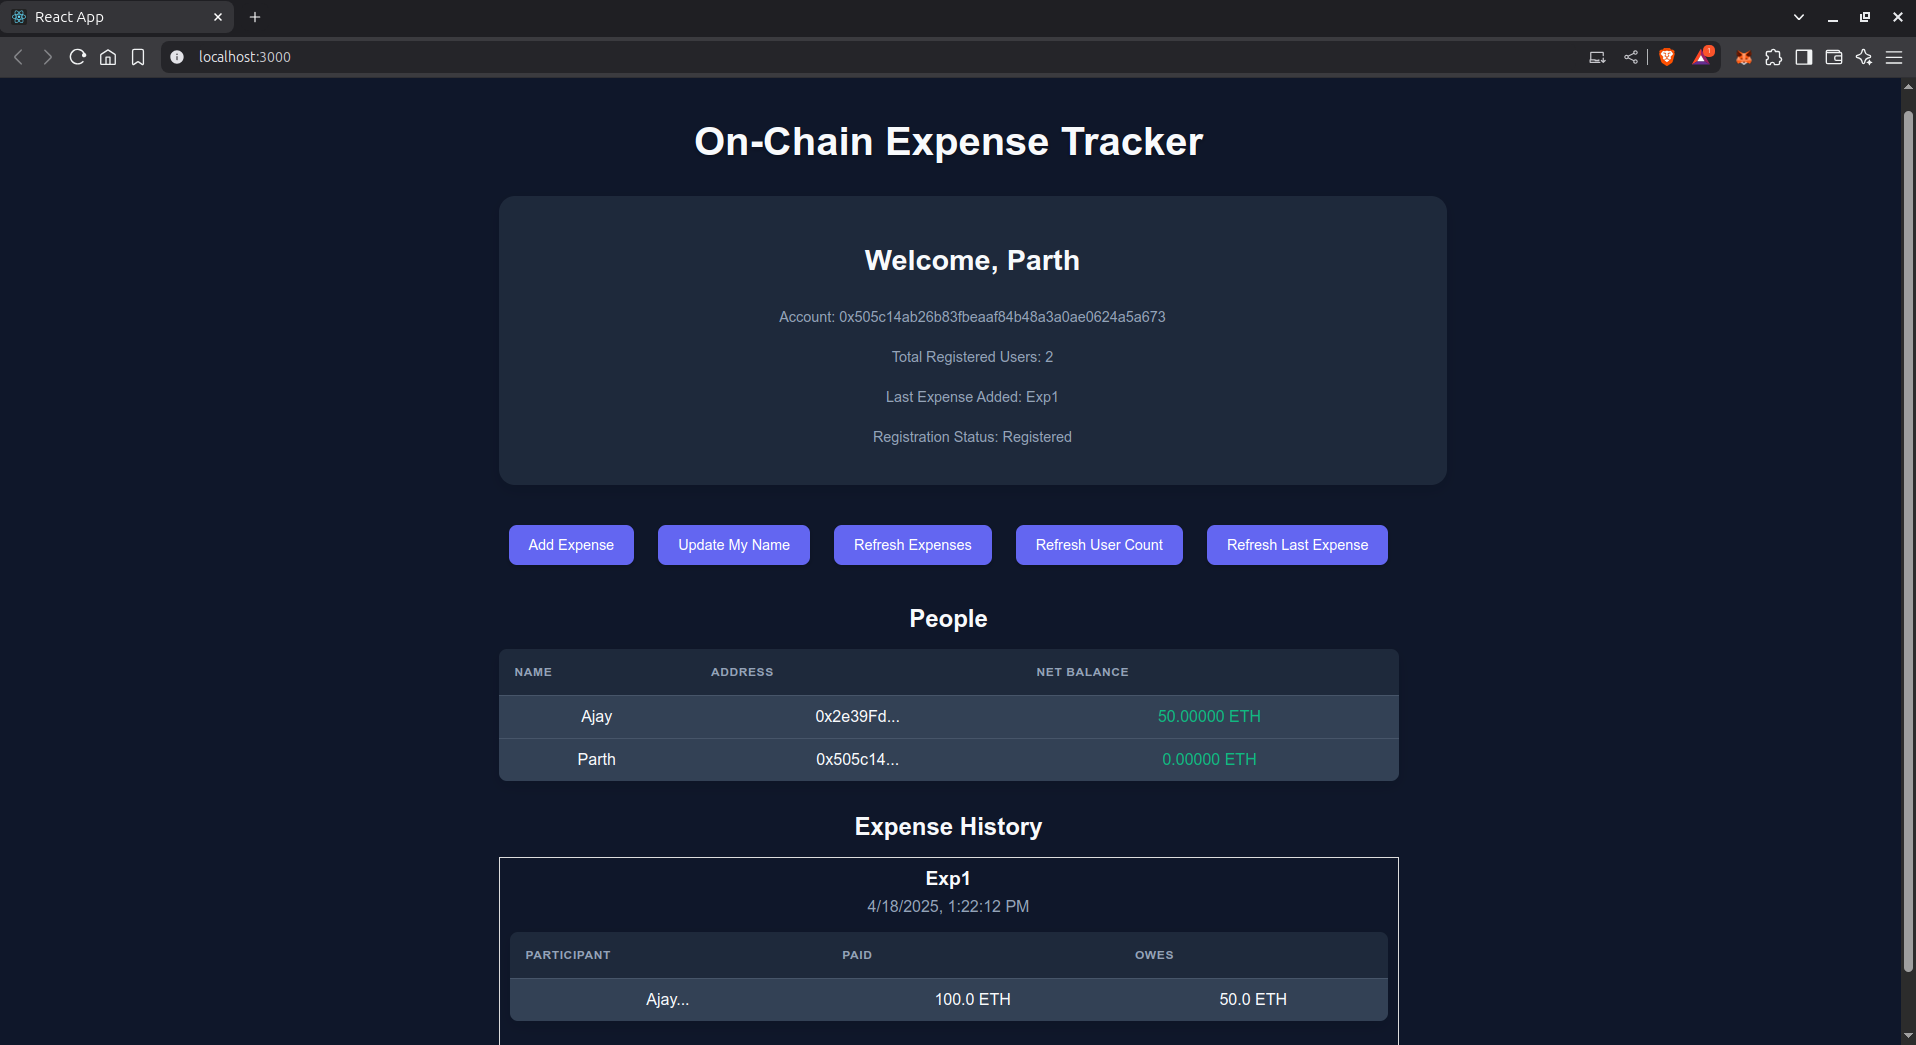 React App
localhost:3000
1
On-Chain Expense Tracker
Welcome, Parth
Account: 0x505c14ab26b83fbeaaf84b48a3a0ae0624a5a673
Total Registered Users: 2
Last Expense Added: Exp1
Registration Status: Registered
Add Expense Update My Name Refresh Expenses Refresh User Count Refresh Last Expense
People
NAME ADDRESS NET BALANCE
Ajay 0x2e39Fd... 50.00000 ETH
Parth 0x505c14... 0.00000 ETH
Expense History
Exp1
4/18/2025, 1:22:12 PM
PARTICIPANT PAID OWES
Ajay... 100.0 ETH 50.0 ETH